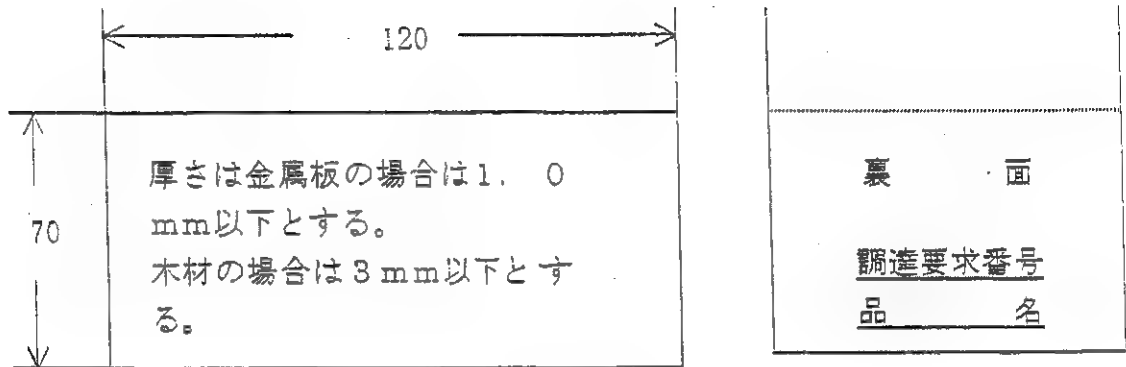 120
70
厚さは金属板の場合は1．0
mm以下とする。
木材の場合は3mm以下とす
る。
裏　面
調達要求番号
品　名